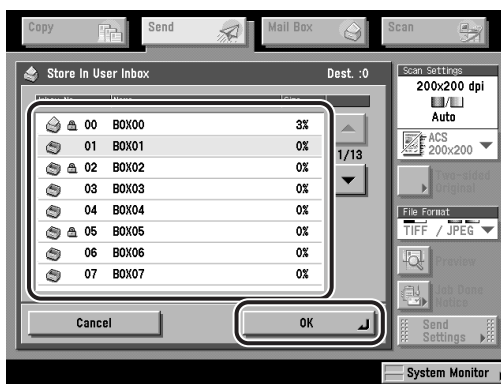 Copy
Send
Mail Box
Scan
Store In User Inbox
Dest. :0
00 BOX00 3%
01 BOX01 0%
02 BOX02 0%
03 BOX03 0%
04 BOX04 0%
05 BOX05 0%
06 BOX06 0%
07 BOX07 0%
1/13
Cancel
OK
Scan Settings
200x200 dpi
Auto
ACS
200x200
Two-sided
Original
File Format
TIFF / JPEG
Preview
Job Done
Notice
Send
Settings
System Monitor